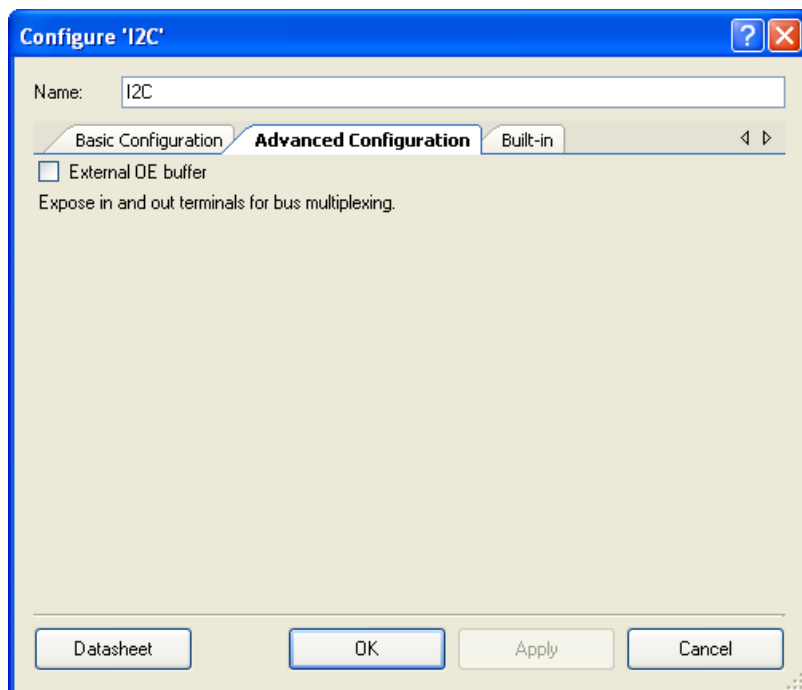 Configure 'I2C'
Name: I2C
Basic Configuration Advanced Configuration Built-in
External OE buffer
Expose in and out terminals for bus multiplexing.
Datasheet OK Apply Cancel